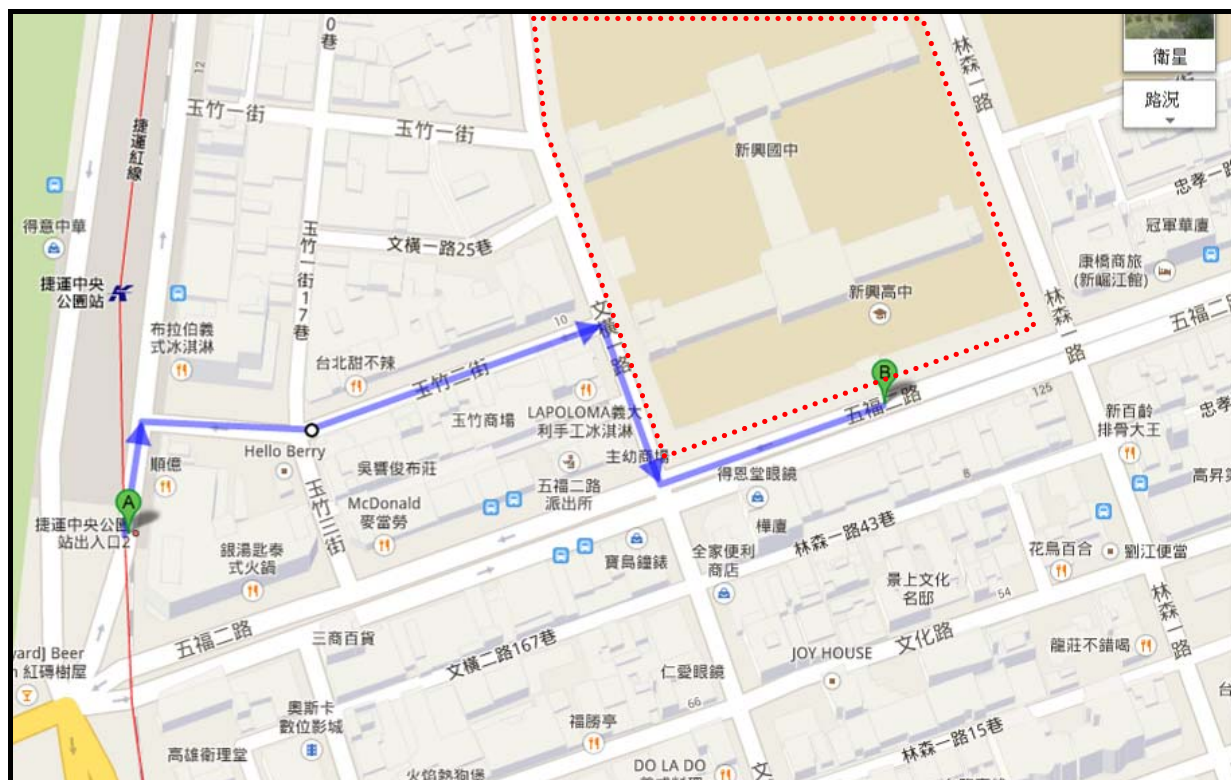 衛星
路況
林森一路
12
捷運紅線
玉竹一街
玉竹一街
0巷
新興國中
忠孝一路
得意中華
玉竹一街17巷
文橫一路25巷
冠軍華廈
康橋商旅
(新崛江館)
捷運中央
公園站
K
新興高中
林森一路
五福二
布拉伯義
式冰淇淋
10
文橫一路
台北甜不辣
玉竹二街
B
五福二路
125
玉竹商場
LAPOLOMA義大
利手工冰淇淋
新百齡
排骨大王
忠孝
Hello Berry
順億
吳響俊布莊
主幼商場
得恩堂眼鏡
8
高昇
A
捷運中央公園
站出入口2
McDonald
麥當勞
五福二路
派出所
樺廈
林森一路43巷
玉竹三街
銀湯匙泰
式火鍋
寶島鐘錶
全家便利
商店
花鳥百合
劉江便當
景上文化
名邸
54
五福二路
三商百貨
文橫二路167巷
文化路
林森一路
yard] Beer
紅磚樹屋
仁愛眼鏡
JOY HOUSE
龍莊不錯喝
66
奧斯卡
數位影城
福勝亭
台
高雄衛理堂
林森一路15巷
火焰熱狗堡
DO LA DO
文